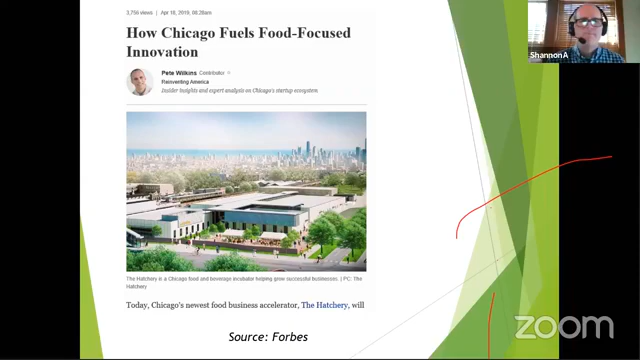 3,756 views | Apr 18, 2019, 08:28am
How Chicago Fuels Food-Focused
Innovation
Pete Wilkins Contributor
Reinventing America
Insider insights and expert analysis on Chicago's startup ecosystem.
The Hatchery is a Chicago food and beverage incubator helping grow successful businesses. | PC: The
Hatchery
Today, Chicago's newest food business accelerator, The Hatchery, will
Source: Forbes
ShannonA
zoom